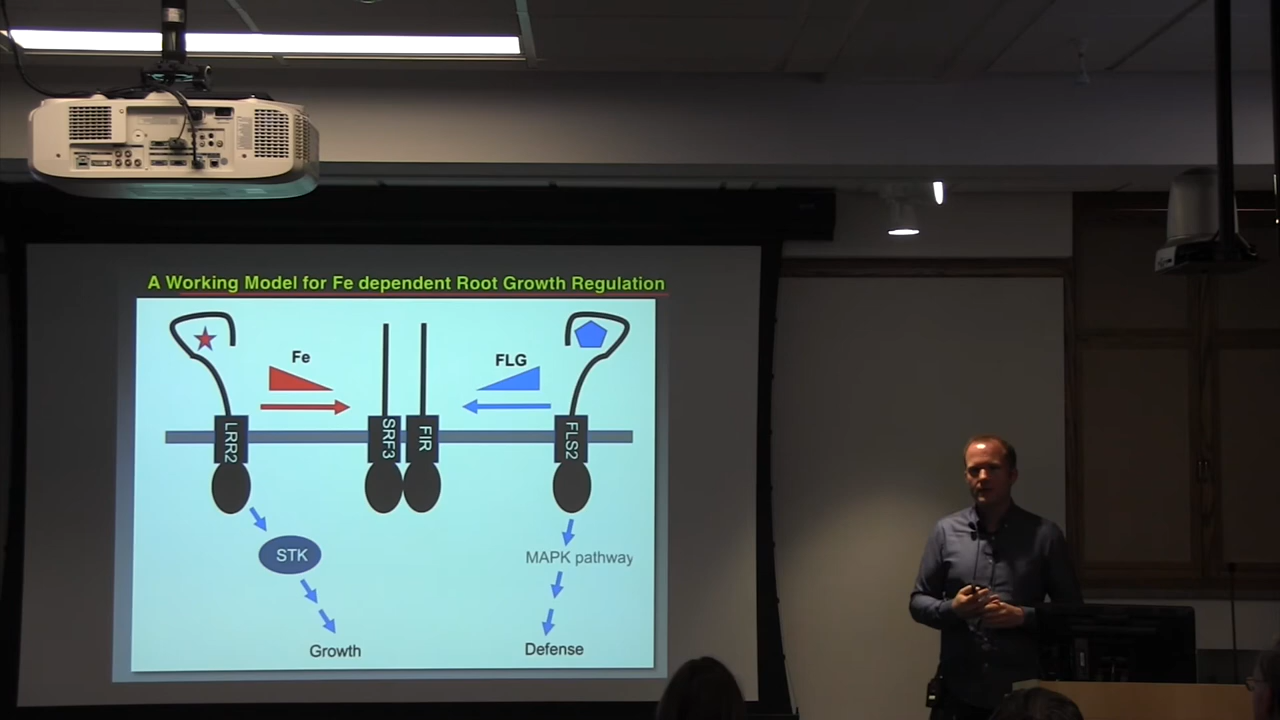 A Working Model for Fe dependent Root Growth Regulation
Fe
FLG
LRR2
SRF3
FIR
FLS2
STK
MAPK pathway
Growth
Defense